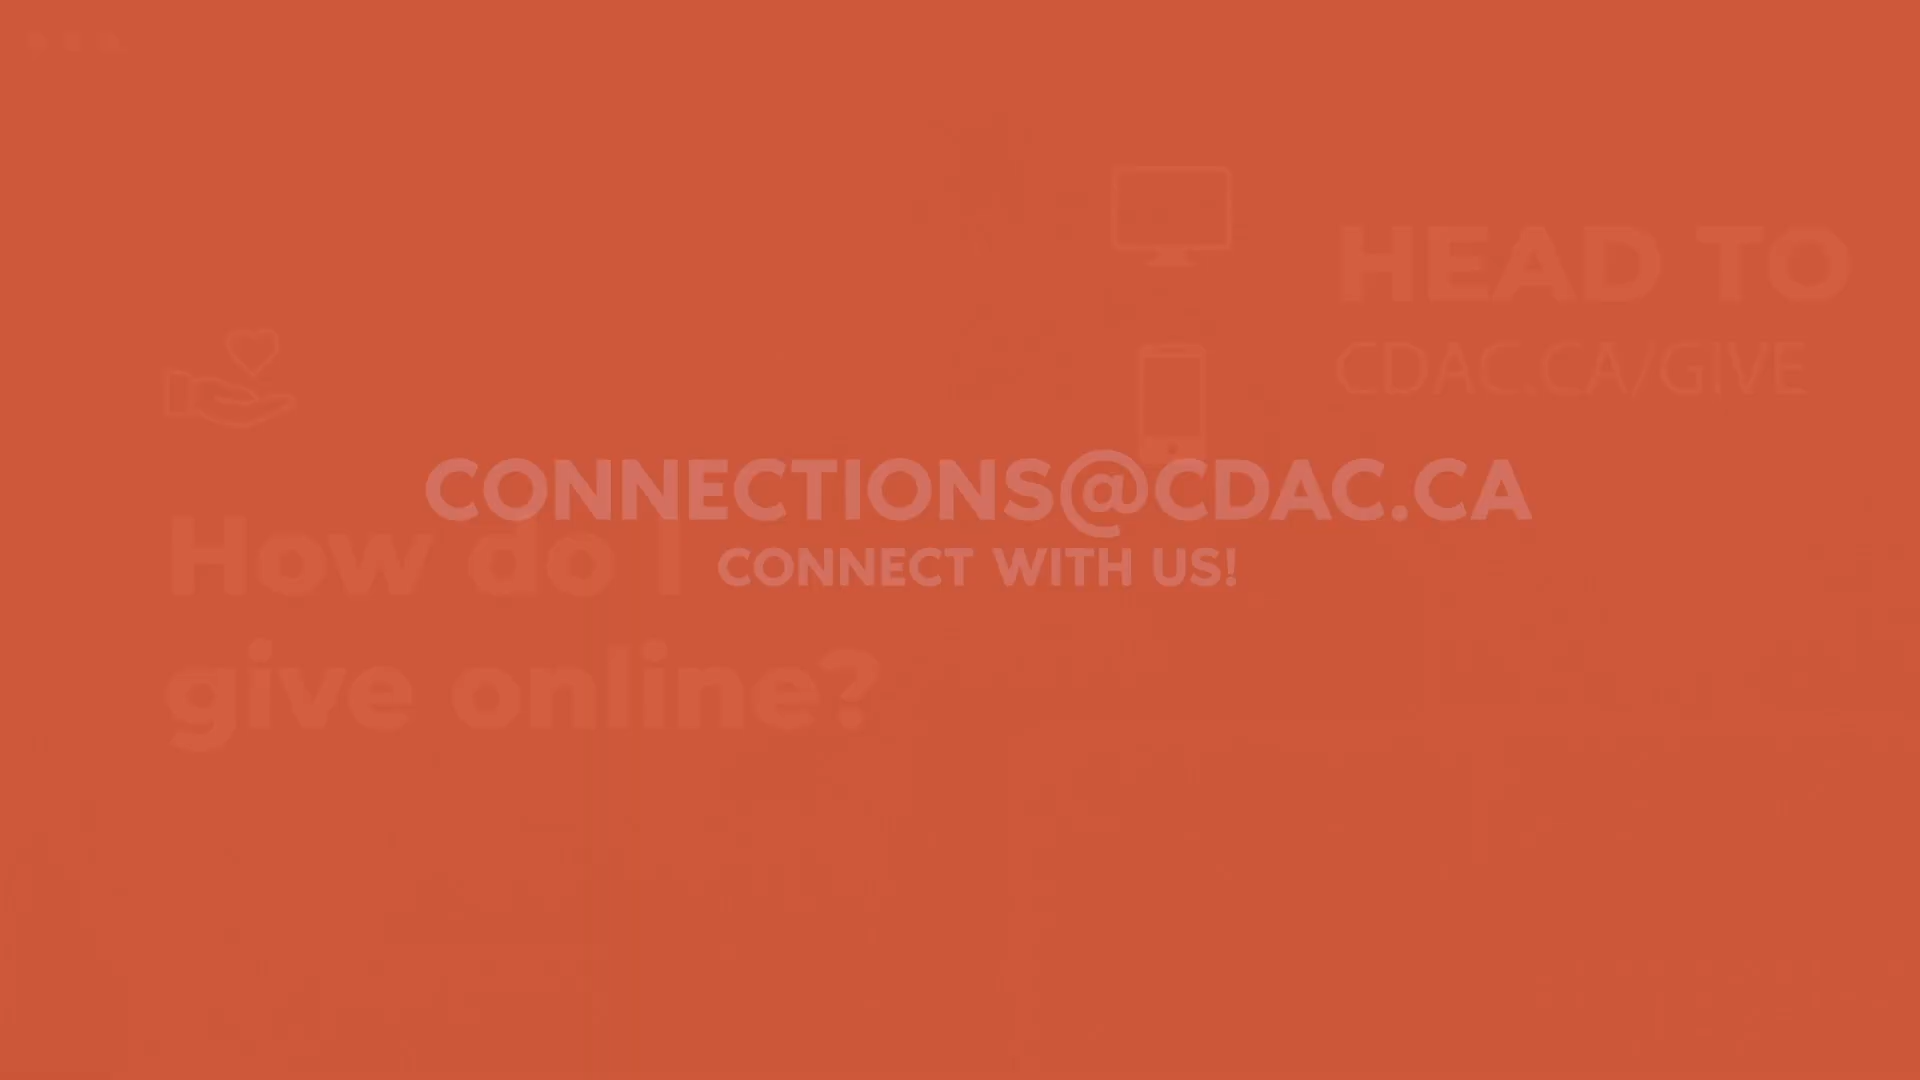 HEAD TO
CDAC.CA/GIVE
CONNECTIONS@CDAC.CA
CONNECT WITH US!
How do I
give online?